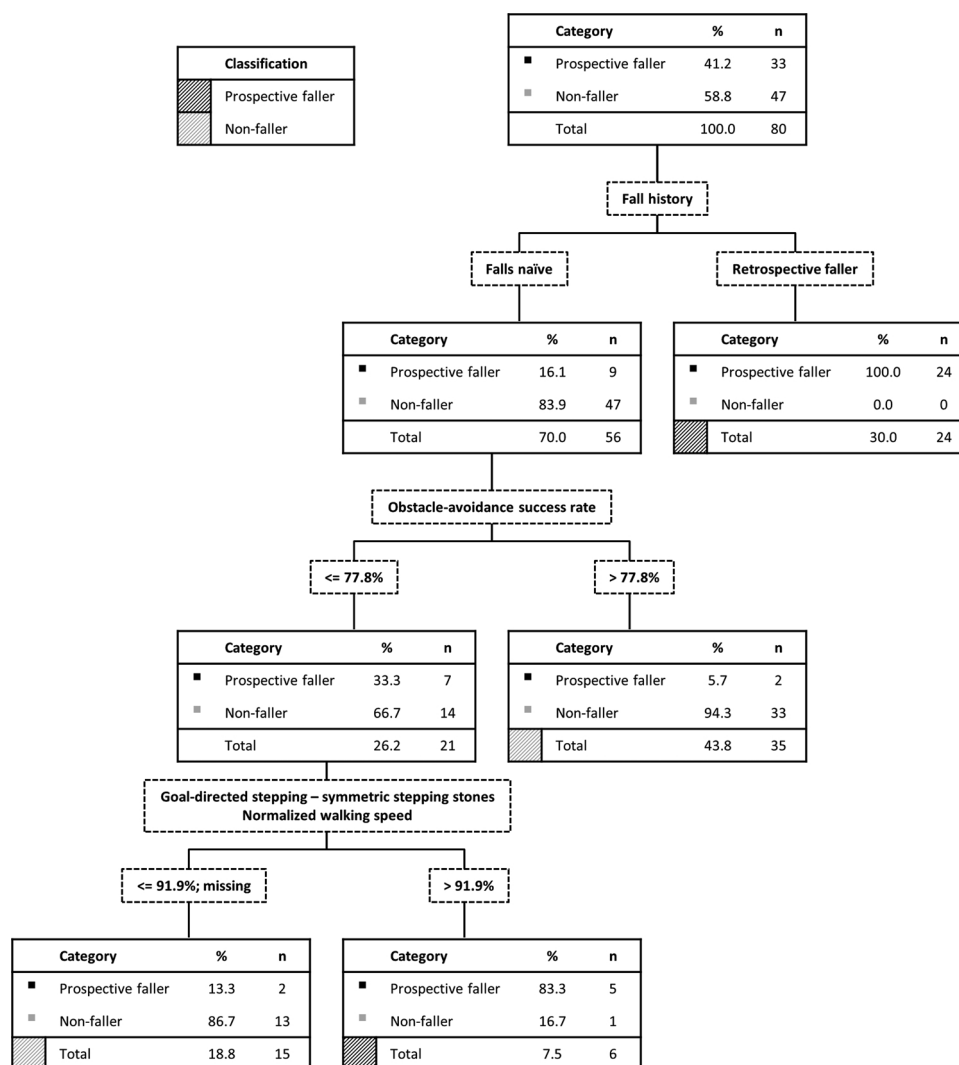 Category % n
Prospective faller 41.2 33
Non-faller 58.8 47
Total 100.0 80
Classification
Prospective faller
Non-faller
Fall history
Falls naïve
Retrospective faller
Category % n
Prospective faller 16.1 9
Non-faller 83.9 47
Total 70.0 56
Category % n
Prospective faller 100.0 24
Non-faller 0.0 0
Total 30.0 24
Obstacle-avoidance success rate
<= 77.8%
> 77.8%
Category % n
Prospective faller 33.3 7
Non-faller 66.7 14
Total 26.2 21
Category % n
Prospective faller 5.7 2
Non-faller 94.3 33
Total 43.8 35
Goal-directed stepping – symmetric stepping stones
Normalized walking speed
<= 91.9%; missing
> 91.9%
Category % n
Prospective faller 13.3 2
Non-faller 86.7 13
Total 18.8 15
Category % n
Prospective faller 83.3 5
Non-faller 16.7 1
Total 7.5 6